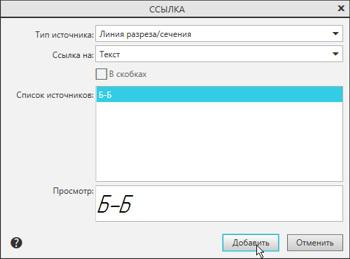 ССЫЛКА
Тип источника: Линия разреза/сечения
Ссылка на: Текст
В скобках
Список источников: Б-Б
Просмотр: Б–Б
? Добавить Отменить